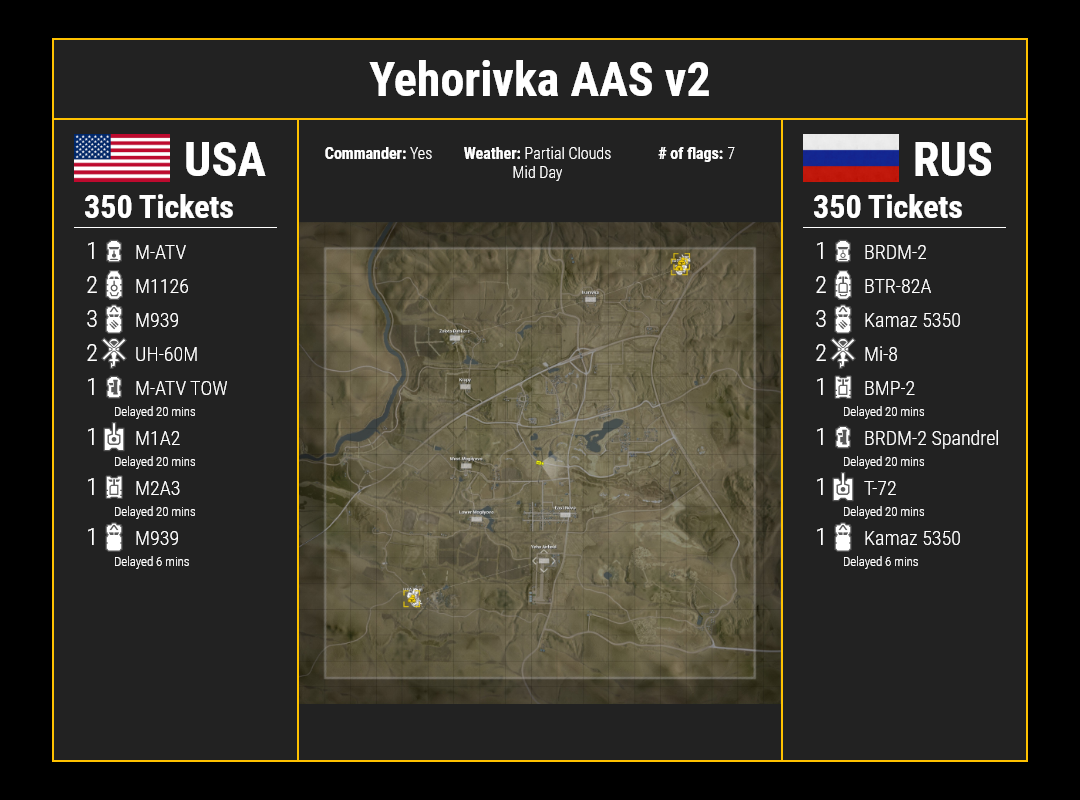 Yehorivka AAS v2
USA
350 Tickets
1 M-ATV
2 M1126
3 M939
2 UH-60M
1 M-ATV TOW
Delayed 20 mins
1 M1A2
Delayed 20 mins
1 M2A3
Delayed 20 mins
1 M939
Delayed 6 mins
Commander: Yes
Weather: Partial Clouds
Mid Day
# of flags: 7
RUS
350 Tickets
1 BRDM-2
2 BTR-82A
3 Kamaz 5350
2 Mi-8
1 BMP-2
Delayed 20 mins
1 BRDM-2 Spandrel
Delayed 20 mins
1 T-72
Delayed 20 mins
1 Kamaz 5350
Delayed 6 mins